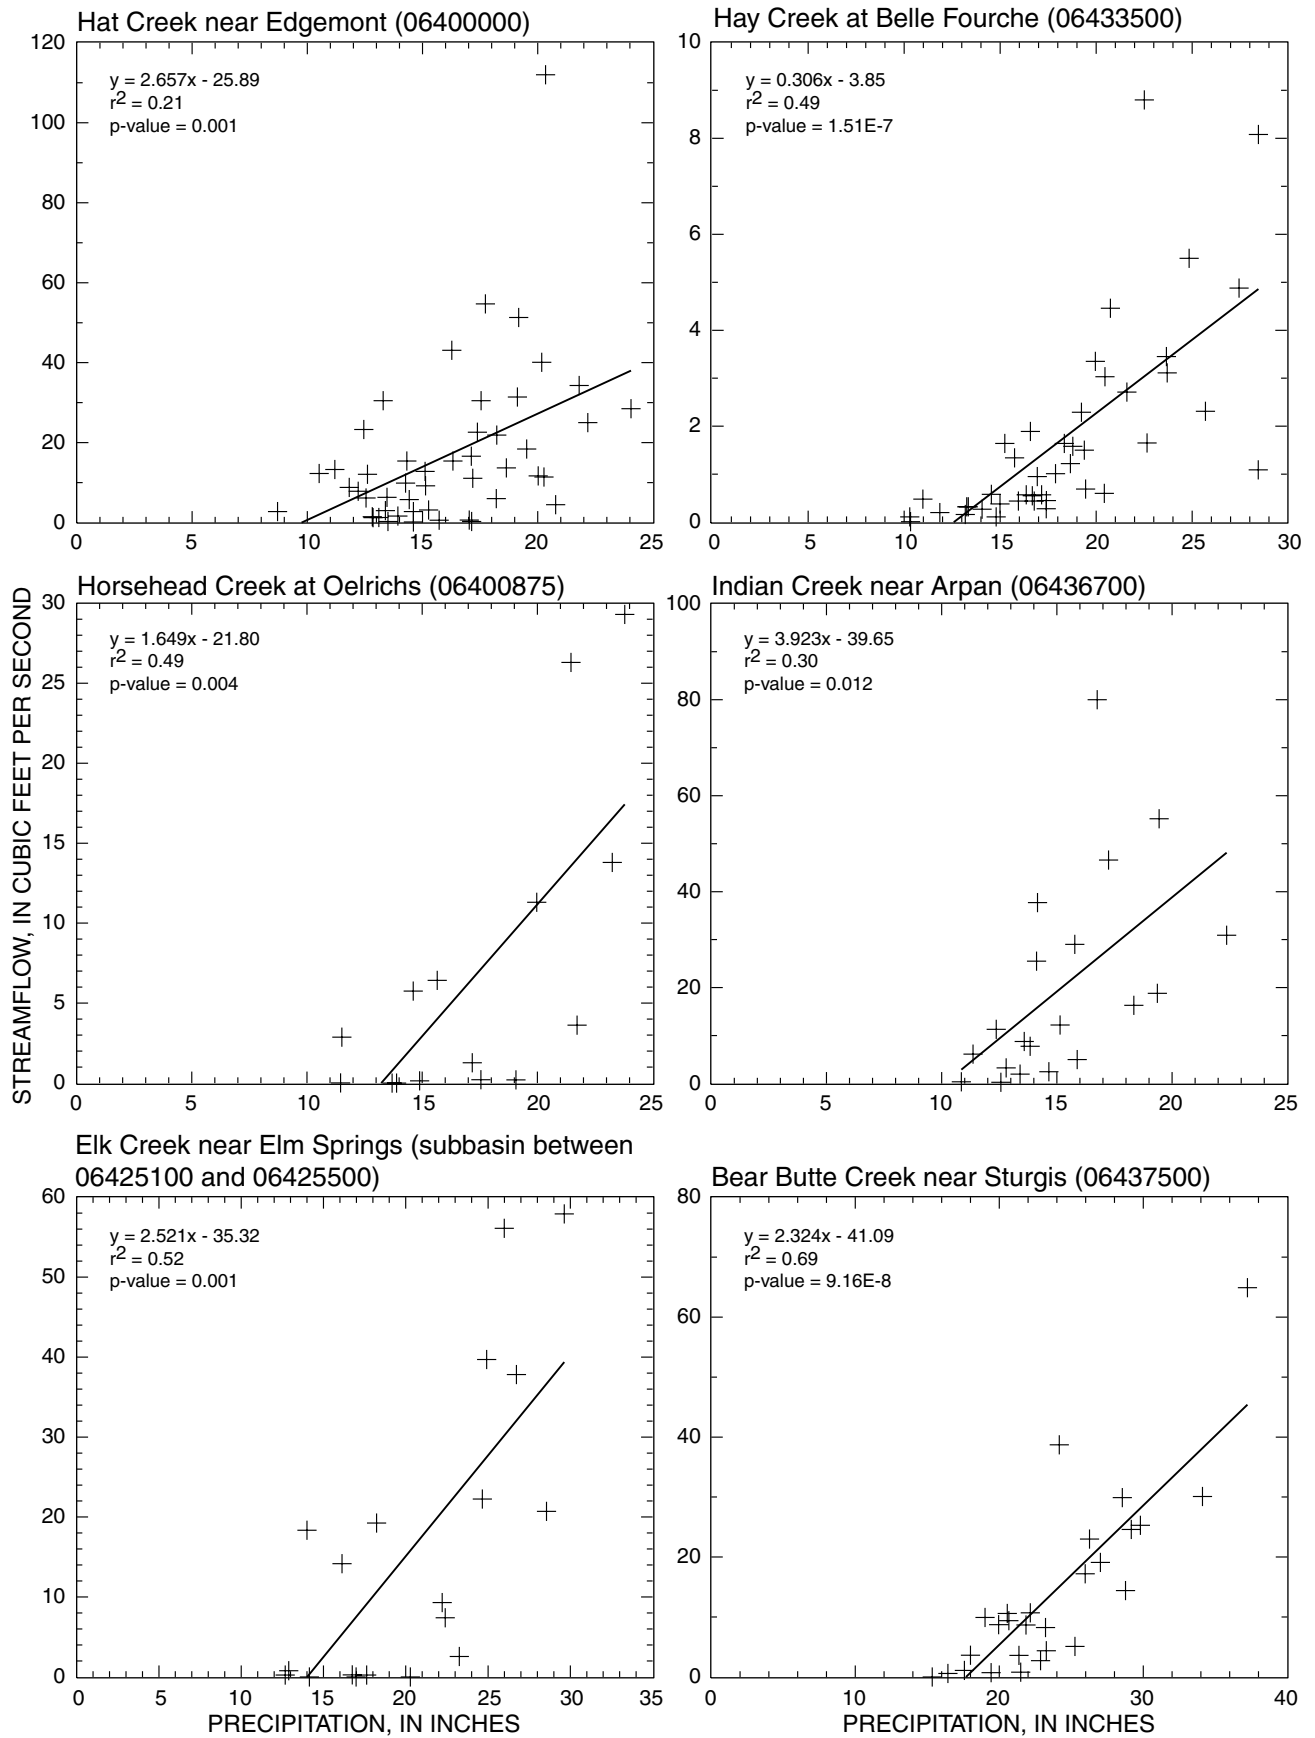 Hat Creek near Edgemont (06400000)
y = 2.657x - 25.89
r2 = 0.21
p-value = 0.001
120
100
80
60
40
20
0
0 5 10 15 20 25
Hay Creek at Belle Fourche (06433500)
y = 0.306x - 3.85
r2 = 0.49
p-value = 1.51E-7
10
8
6
4
2
0
0 5 10 15 20 25 30
STREAMFLOW, IN CUBIC FEET PER SECOND
Horsehead Creek at Oelrichs (06400875)
y = 1.649x - 21.80
r2 = 0.49
p-value = 0.004
30
25
20
15
10
5
0
0 5 10 15 20 25
Indian Creek near Arpan (06436700)
y = 3.923x - 39.65
r2 = 0.30
p-value = 0.012
100
80
60
40
20
0
0 5 10 15 20 25
Elk Creek near Elm Springs (subbasin between
06425100 and 06425500)
y = 2.521x - 35.32
r2 = 0.52
p-value = 0.001
60
50
40
30
20
10
0
0 5 10 15 20 25 30 35
PRECIPITATION, IN INCHES
Bear Butte Creek near Sturgis (06437500)
y = 2.324x - 41.09
r2 = 0.69
p-value = 9.16E-8
80
60
40
20
0
0 10 20 30 40
PRECIPITATION, IN INCHES